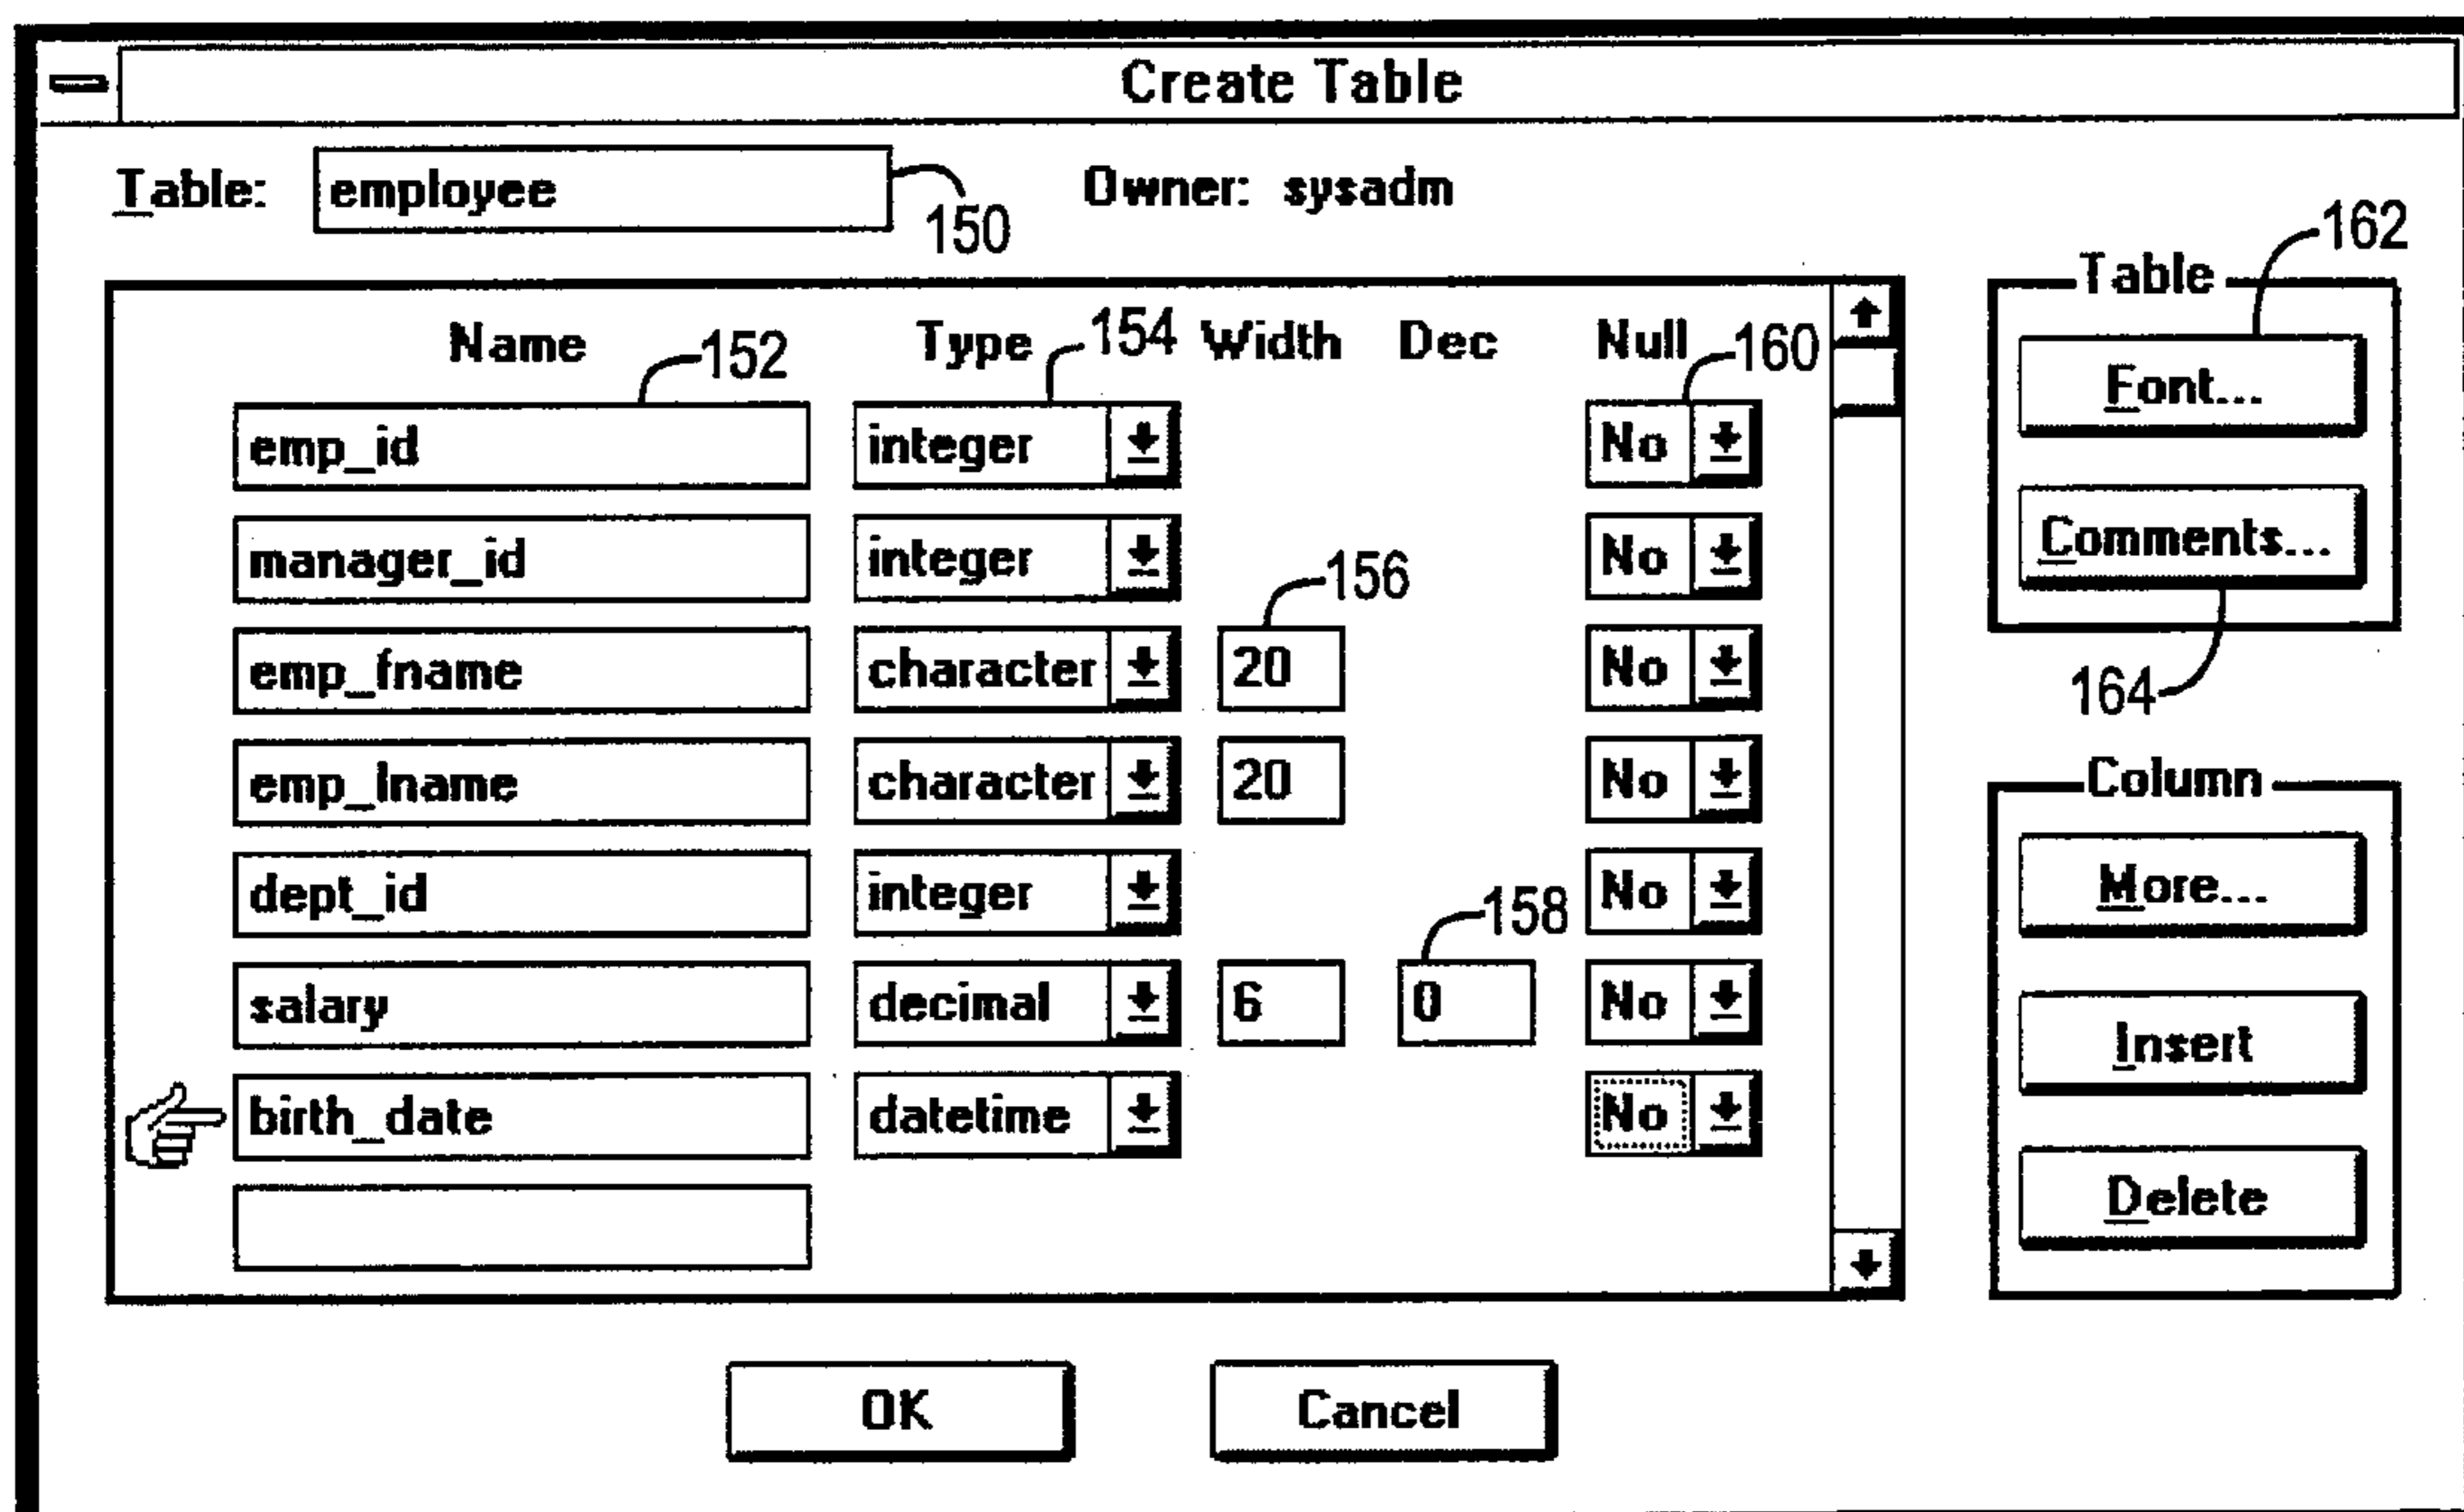 Create Table
Table: employee 150 Owner: sysadm
162
Table
Name 152 Type 154 Width Dec Null 160
Font...
emp_id integer No
Comments...
manager_id integer 156 No
emp_fname character 20 No
164
emp_lname character 20 No
Column
More...
dept_id integer 158 No
Insert
salary decimal 6 0 No
birth_date datetime No
Delete
OK Cancel